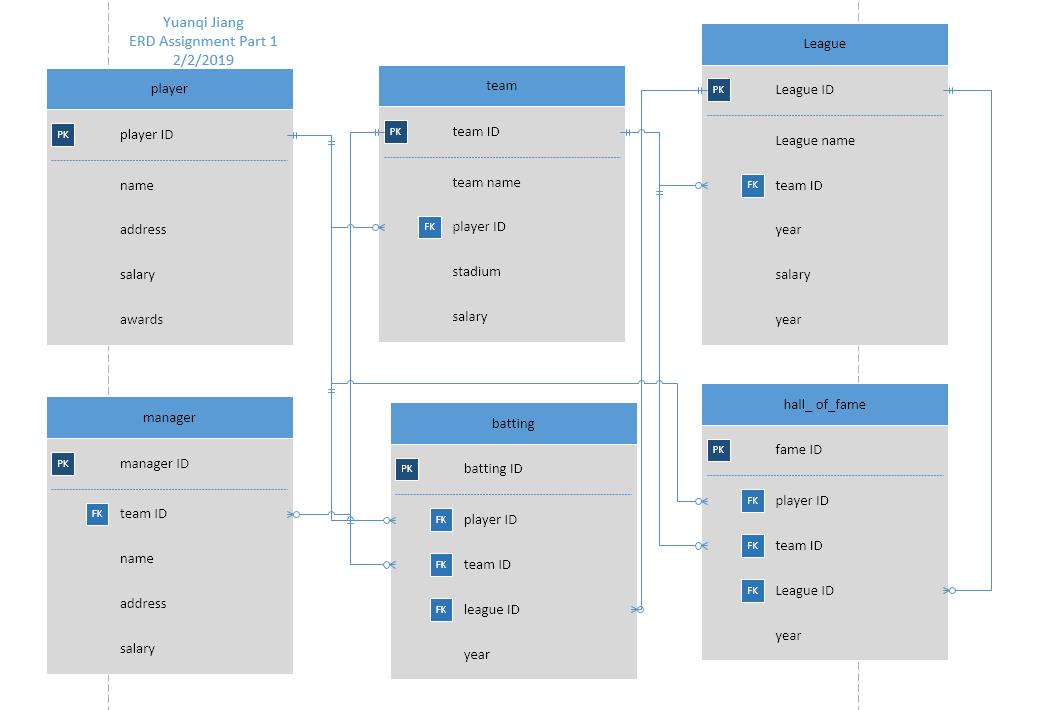 Yuanqi Jiang
ERD Assignment Part 1
2/2/2019
player
PK player ID
name
address
salary
awards
team
PK team ID
team name
FK player ID
stadium
salary
League
PK League ID
League name
FK team ID
year
salary
year
manager
PK manager ID
FK team ID
name
address
salary
batting
PK batting ID
FK player ID
FK team ID
FK league ID
year
hall_ of_fame
PK fame ID
FK player ID
FK team ID
FK League ID
year